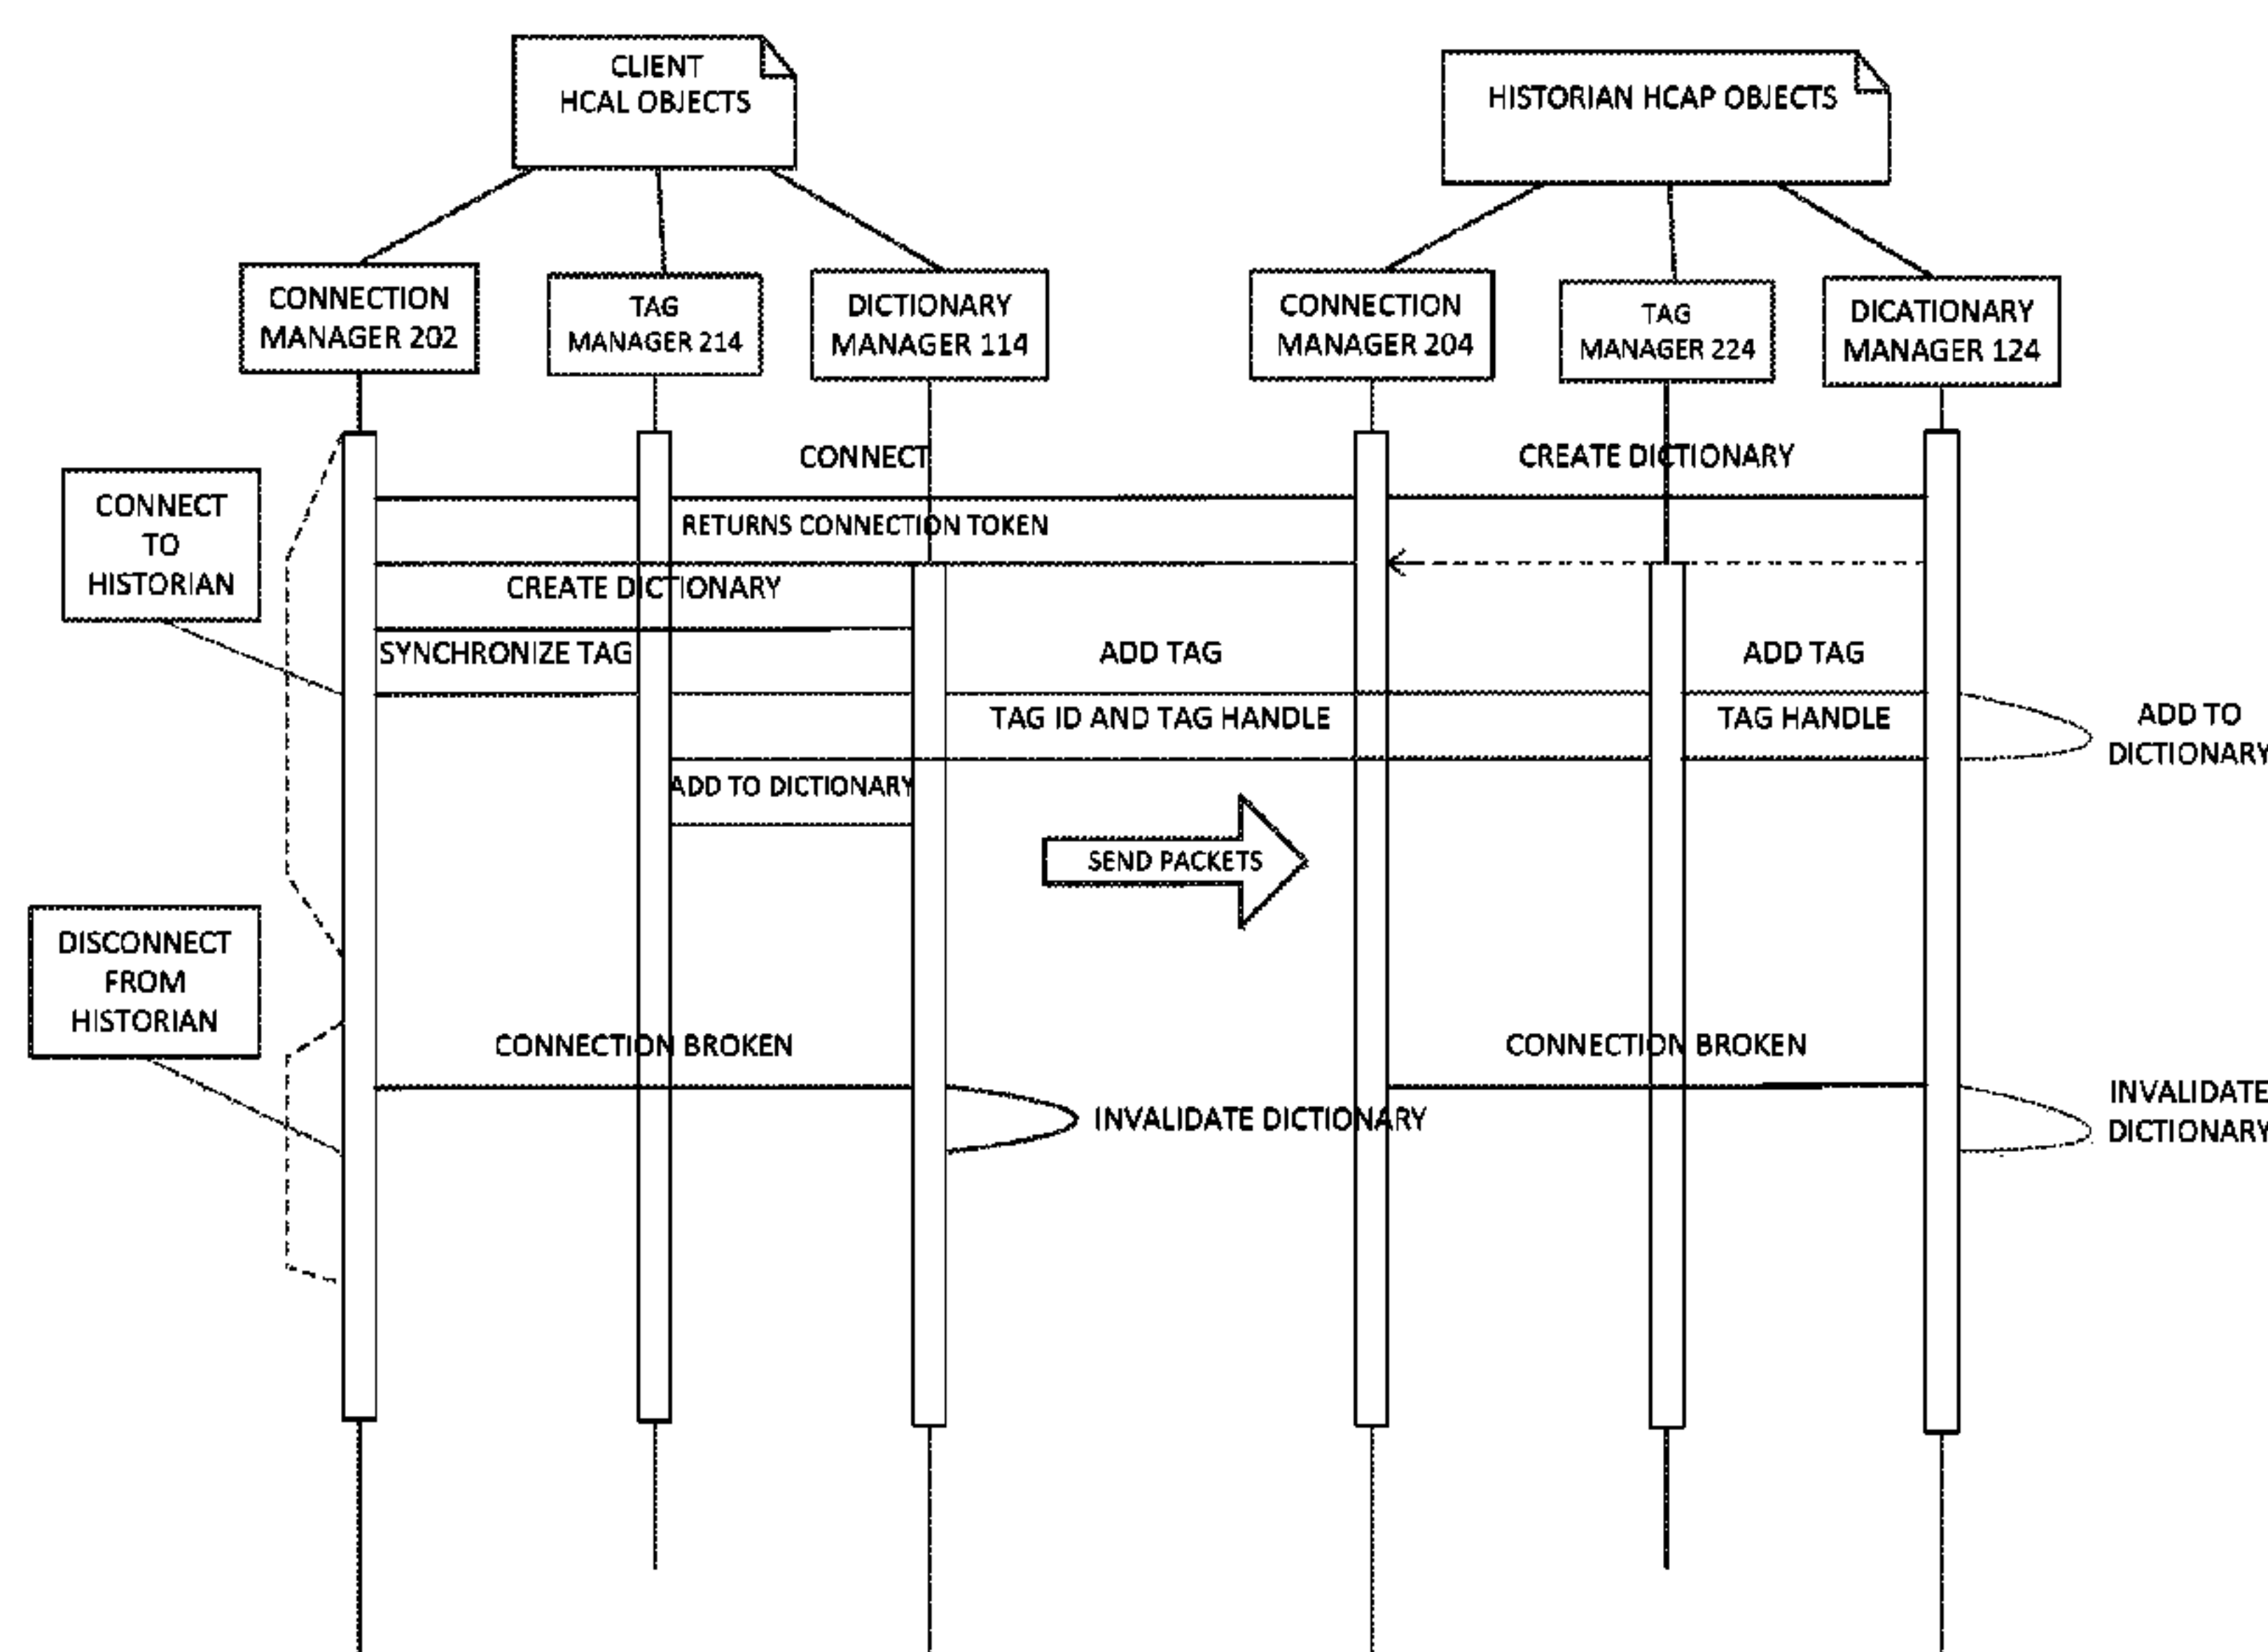 CLIENT
HCAL OBJECTS
HISTORIAN HCAP OBJECTS
CONNECTION
MANAGER 202
TAG
MANAGER 214
DICTIONARY
MANAGER 114
CONNECTION
MANAGER 204
TAG
MANAGER 224
DICATIONARY
MANAGER 124
CONNECT
CREATE DICTIONARY
CONNECT
TO
HISTORIAN
RETURNS CONNECTION TOKEN
CREATE DICTIONARY
SYNCHRONIZE TAG
ADD TAG
ADD TAG
TAG ID AND TAG HANDLE
TAG HANDLE
ADD TO
DICTIONARY
ADD TO DICTIONARY
SEND PACKETS
DISCONNECT
FROM
HISTORIAN
CONNECTION BROKEN
CONNECTION BROKEN
INVALIDATE DICTIONARY
INVALIDATE
DICTIONARY